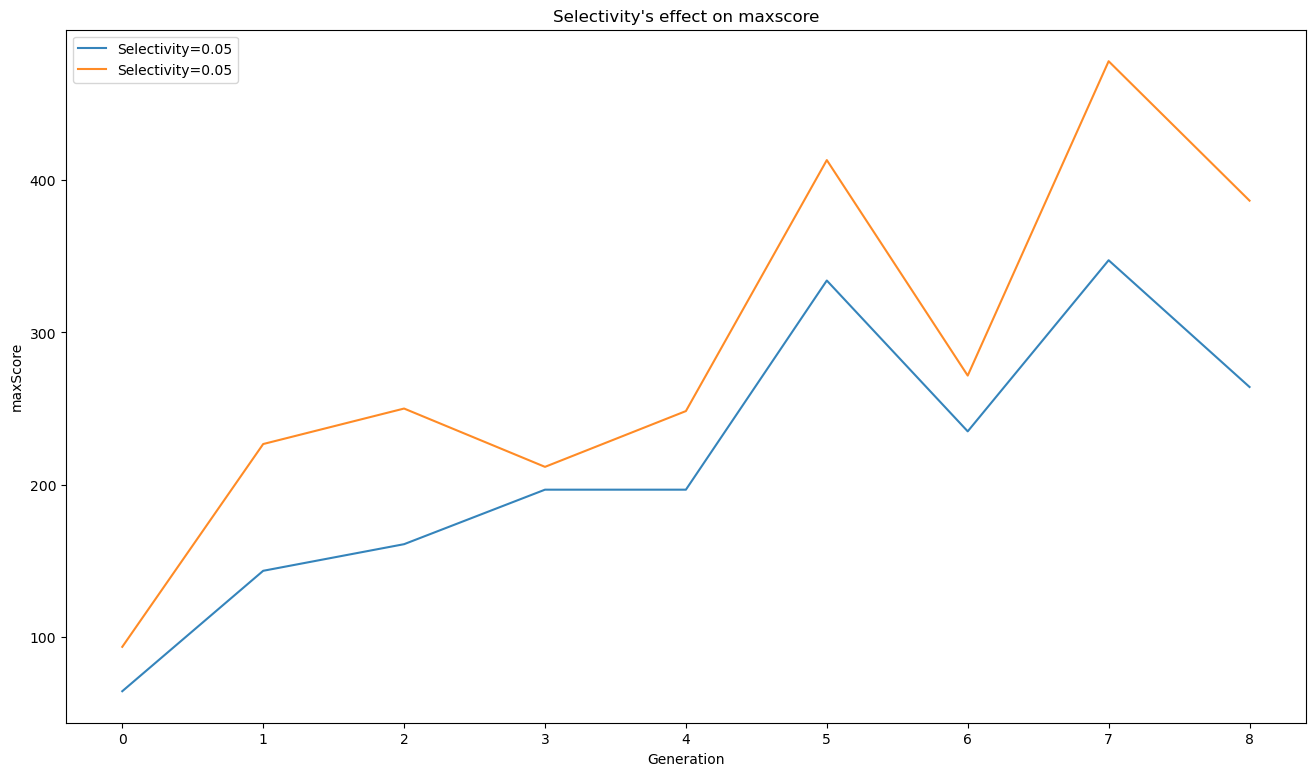 Selectivity's effect on maxscore
Selectivity=0.05
Selectivity=0.05
400
300
200
100
maxScore
0 1 2 3 4 5 6 7 8
Generation